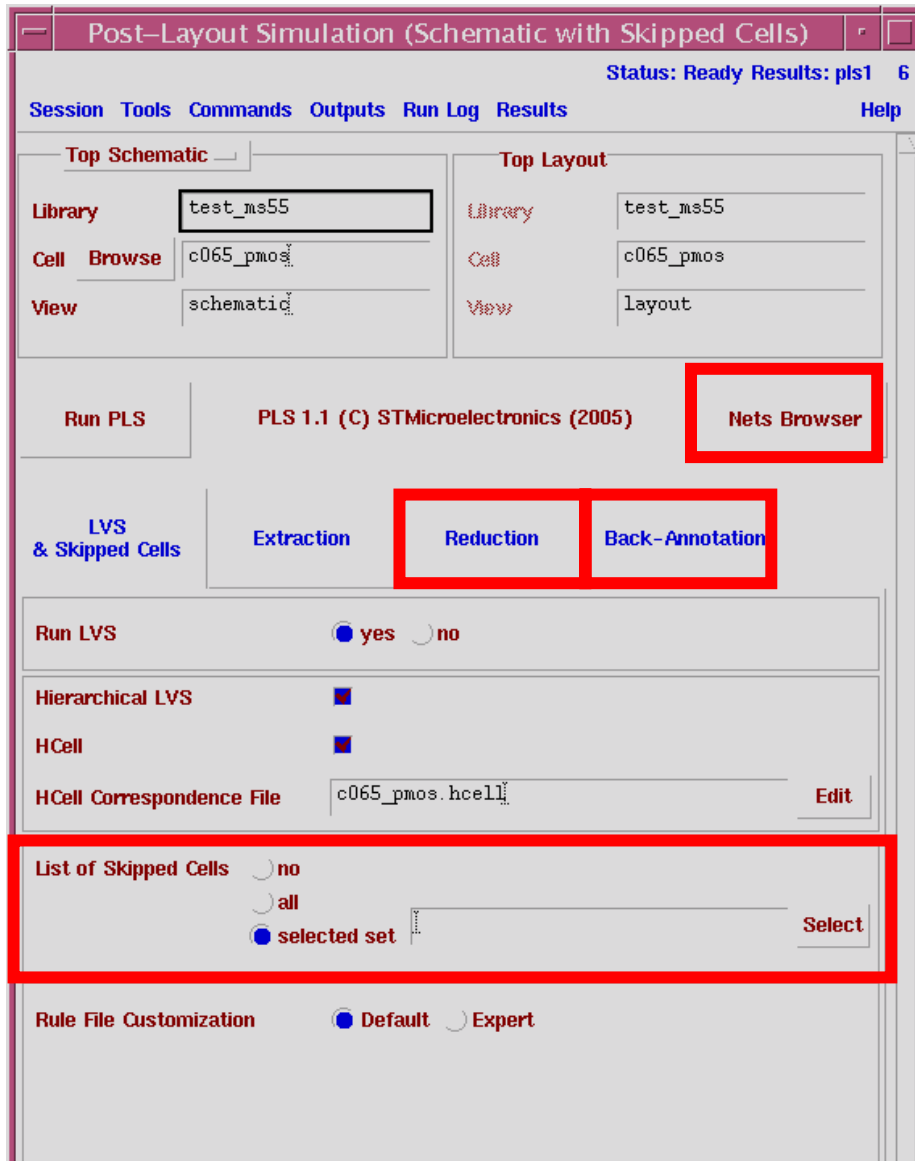 Post-Layout Simulation (Schematic with Skipped Cells)
Status: Ready Results: pls1 6
Session Tools Commands Outputs Run Log Results Help
Top Schematic Top Layout
Library test_ms55 Library test_ms55
Cell Browse c065_pmos Cell c065_pmos
View schematic View layout
Run PLS PLS 1.1 (C) STMicroelectronics (2005) Nets Browser
LVS
& Skipped Cells Extraction Reduction Back-Annotation
Run LVS yes no
Hierarchical LVS
HCell
HCell Correspondence File c065_pmos.hcell Edit
List of Skipped Cells no
all
selected set Select
Rule File Customization Default Expert